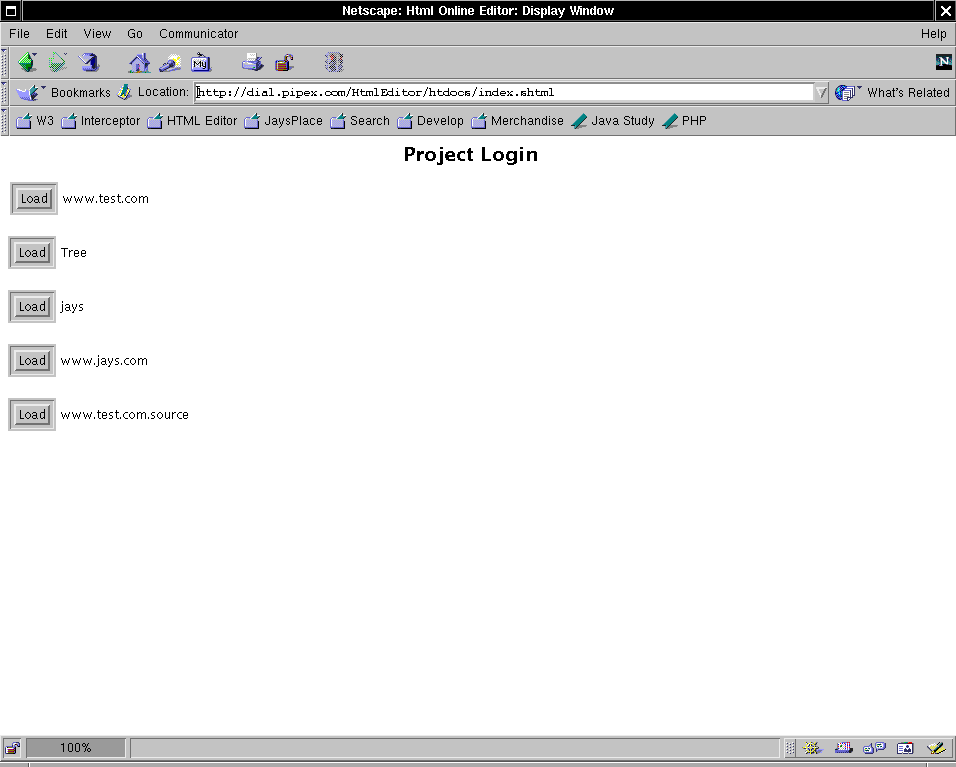 Netscape: Html Online Editor: Display Window
File Edit View Go Communicator Help
My N
Bookmarks Location: http://dial.pipex.com/HtmlEditor/htdocs/index.shtml What's Related
W3 Interceptor HTML Editor JaysPlace Search Develop Merchandise Java Study PHP
Project Login
Load www.test.com
Load Tree
Load jays
Load www.jays.com
Load www.test.com.source
100%